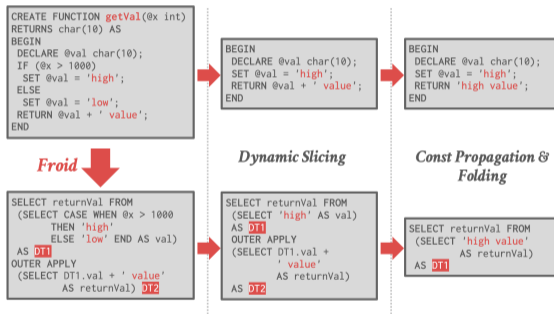 CREATE FUNCTION getVal(@x int)
RETURNS char(10) AS
BEGIN
DECLARE @val char(10);
IF (@x > 1000)
SET @val = 'high';
ELSE
SET @val = 'low';
RETURN @val + ' value';
END
BEGIN
DECLARE @val char(10);
SET @val = 'high';
RETURN @val + ' value';
END
BEGIN
DECLARE @val char(10);
SET @val = 'high';
RETURN 'high value';
END
Froid
Dynamic Slicing
Const Propagation &
Folding
SELECT returnVal FROM
(SELECT CASE WHEN @x > 1000
THEN 'high'
ELSE 'low' END AS val)
AS DT1
OUTER APPLY
(SELECT DT1.val + ' value'
AS returnVal) DT2
SELECT returnVal FROM
(SELECT 'high' AS val)
AS DT1
OUTER APPLY
(SELECT DT1.val +
' value'
AS returnVal)
AS DT2
SELECT returnVal FROM
(SELECT 'high value'
AS returnVal)
AS DT1